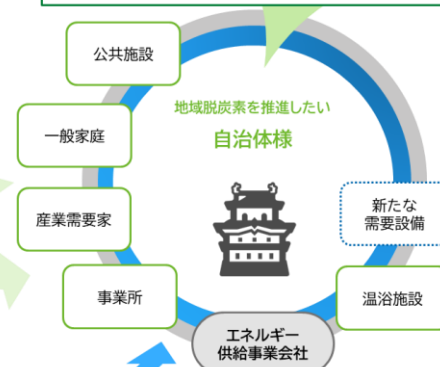 公共施設
地域脱炭素を推進したい
自治体様
一般家庭
産業需要家
新たな
需要設備
事業所
温浴施設
エネルギー
供給事業会社